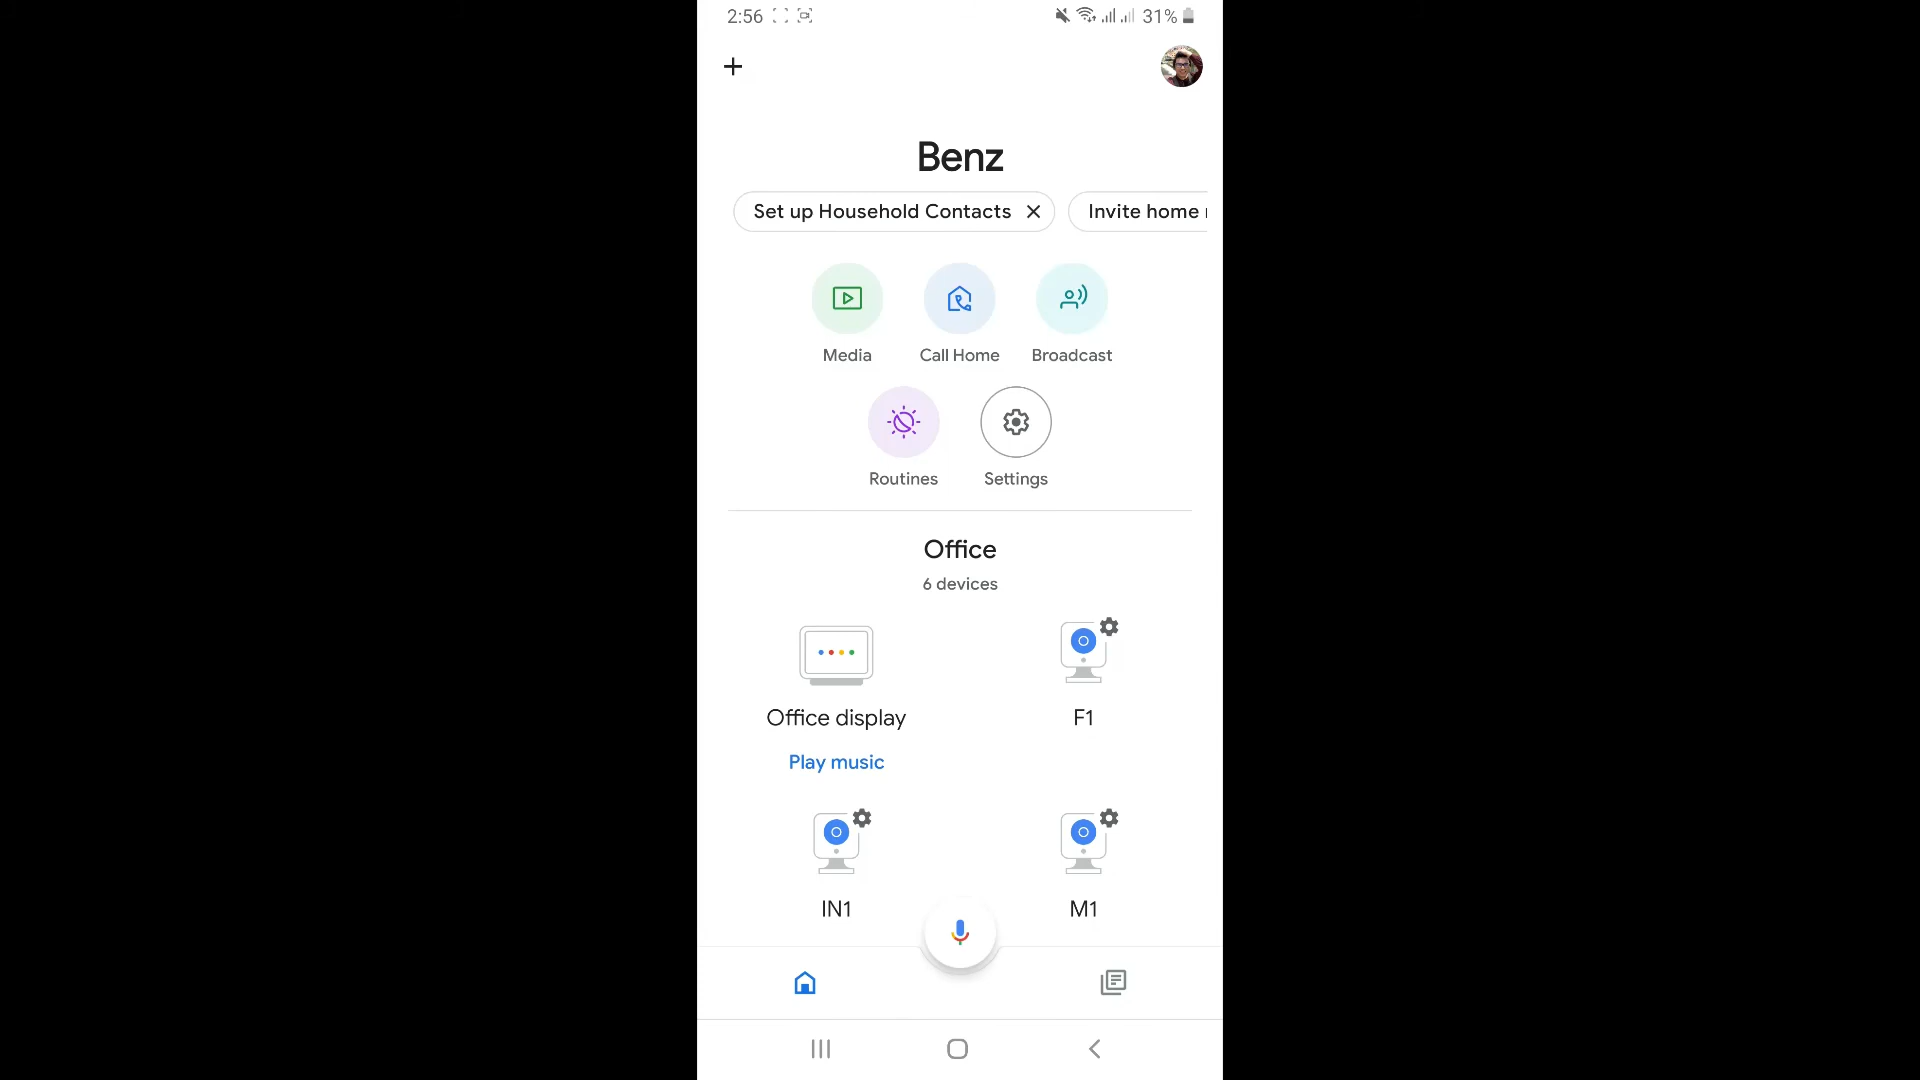 2:56 31%
Benz
Set up Household Contacts Invite home
Media Call Home Broadcast
Routines Settings
Office
6 devices
Office display F1
Play music
IN1 M1